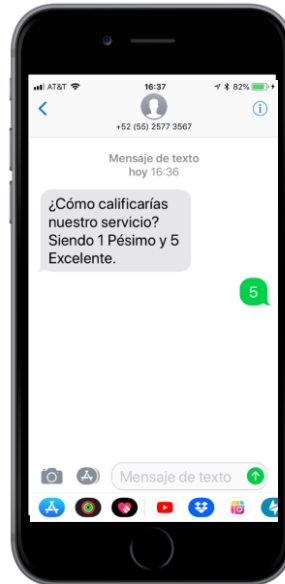 AT&T 16:37 82%
+52 (55) 2577 3567
Mensaje de texto
hoy 16:36
¿Cómo calificarías
nuestro servicio?
Siendo 1 Pésimo y 5
Excelente.
5
Mensaje de texto